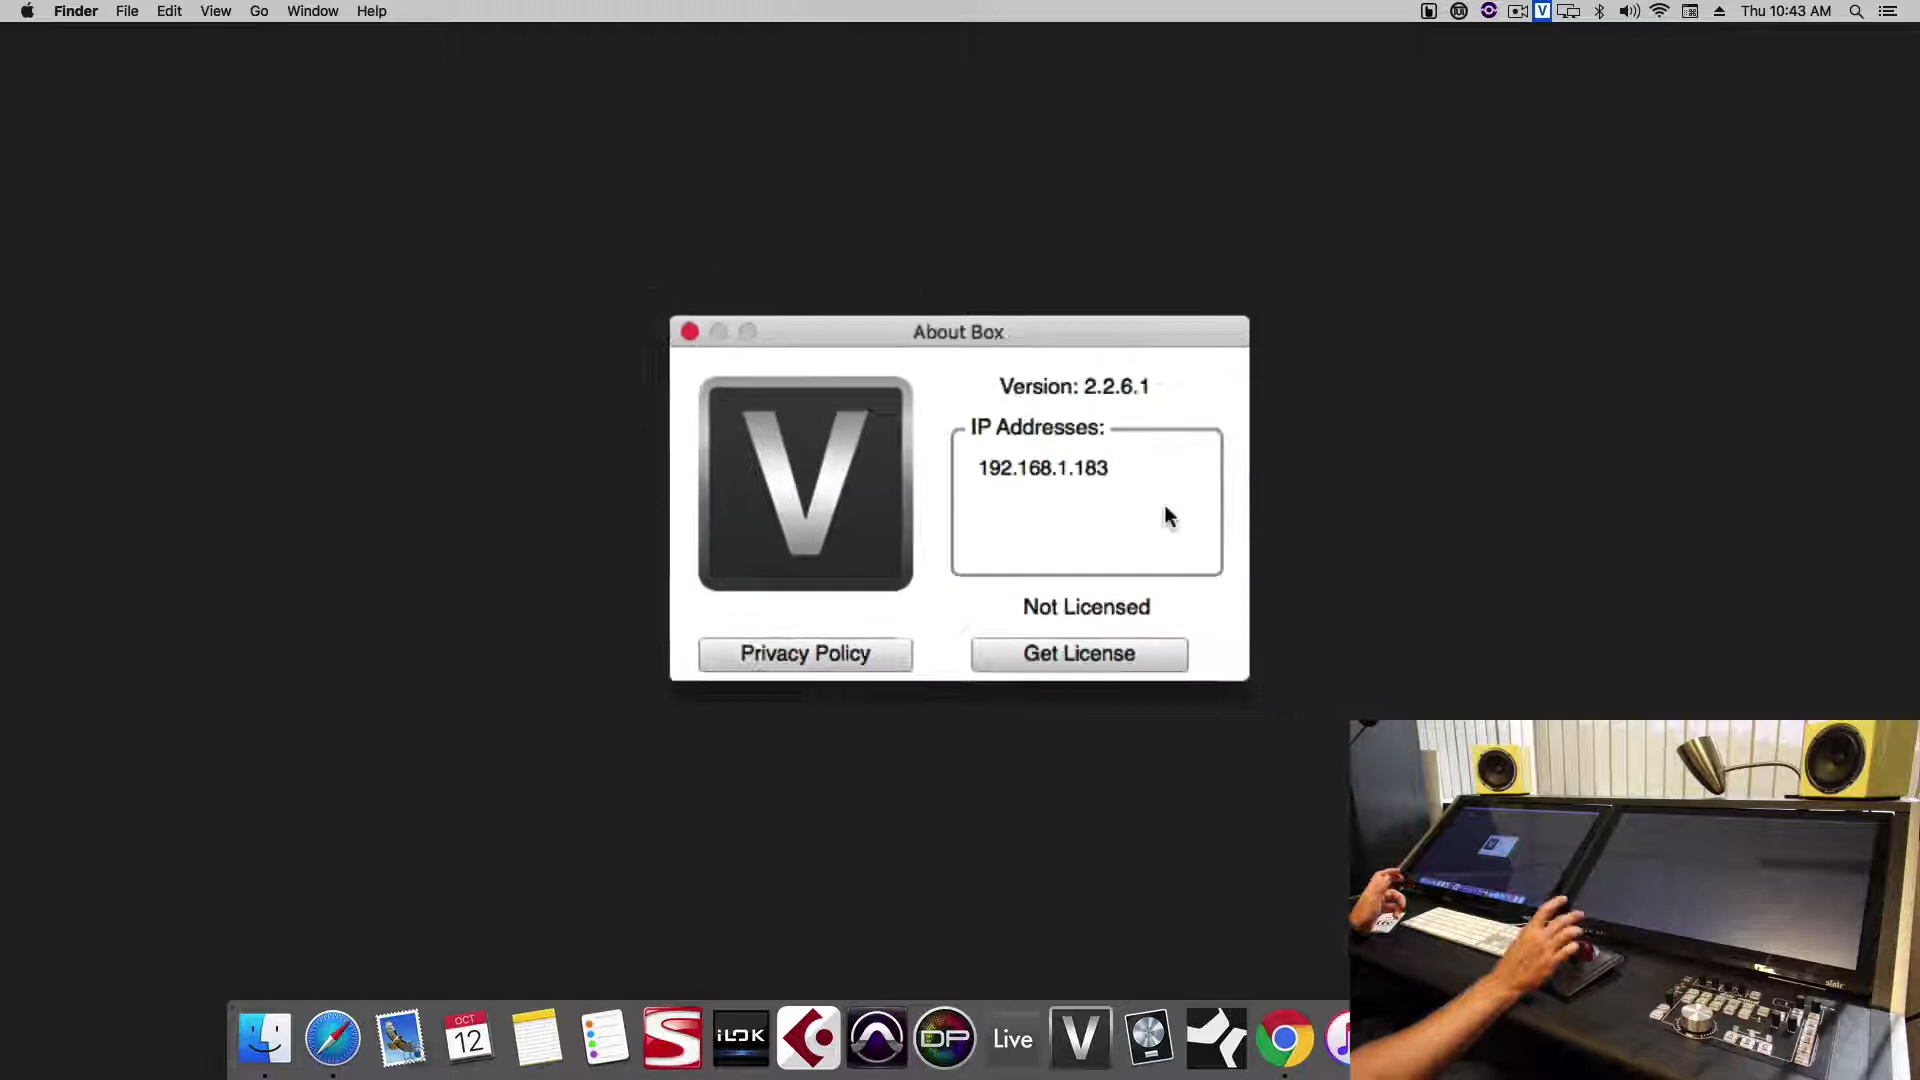 Finder File Edit View Go Window Help
V
Thu 10:43 AM
About Box
Version: 2.2.6.1
IP Addresses:
192.168.1.183
V
Not Licensed
Privacy Policy
Get License
OCT
12
S
iLOK
DP
Live
V
slate